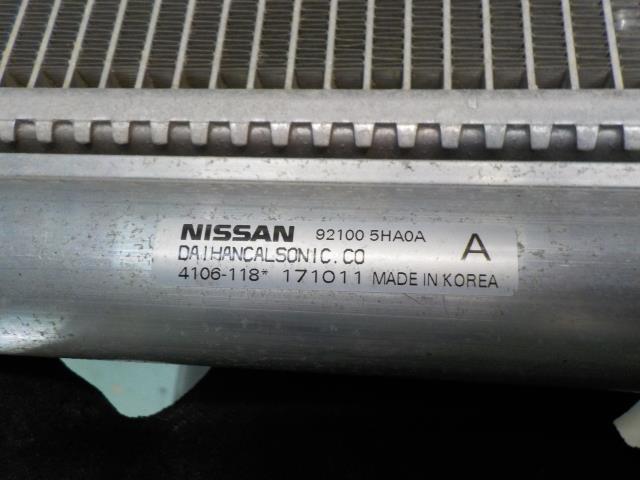 NISSAN 92100 5HA0A A
DAIHANCALSONIC.CO
4106-118* 171011 MADE IN KOREA